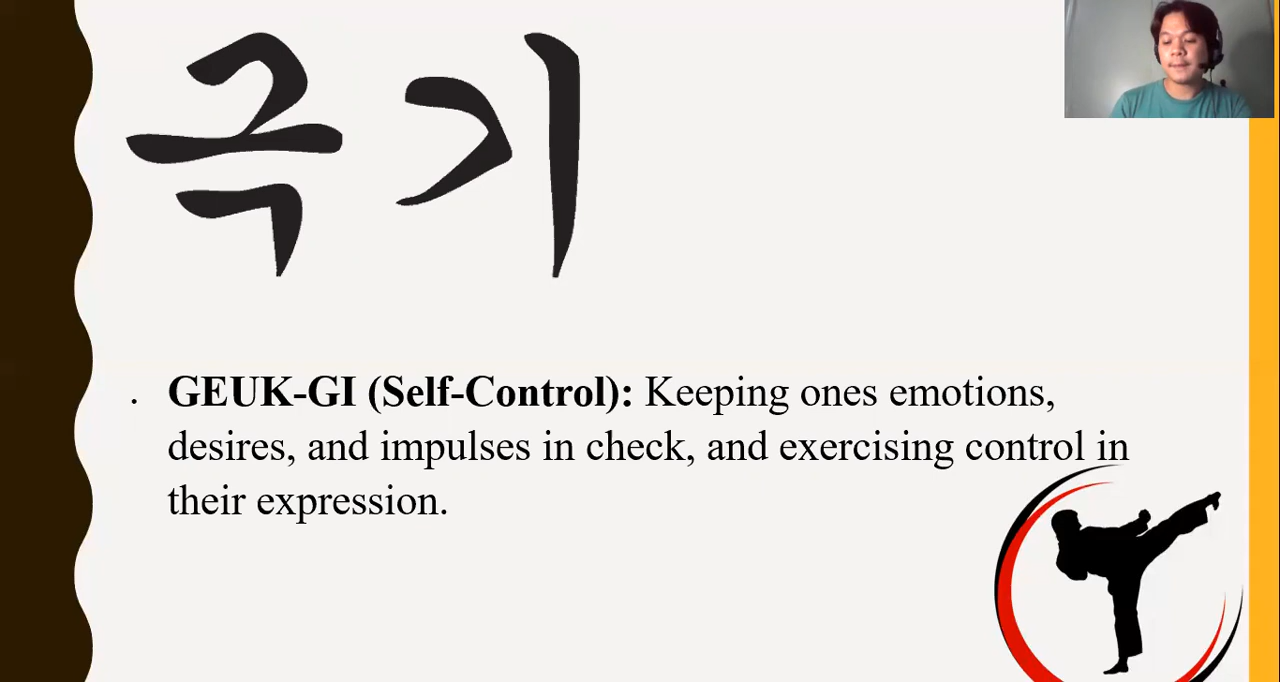 극기
. GEUK-GI (Self-Control): Keeping ones emotions,
desires, and impulses in check, and exercising control in
their expression.